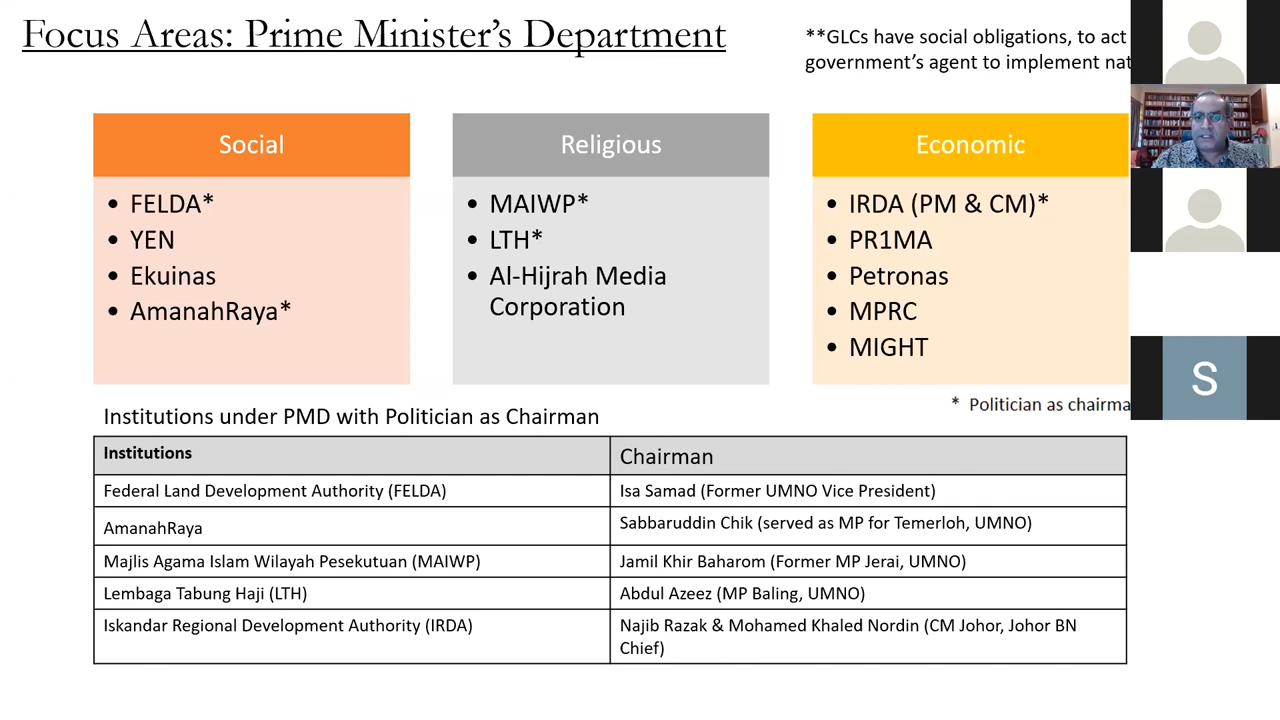 Focus Areas: Prime Minister's Department
**GLCs have social obligations, to act
government's agent to implement nat
Social
• FELDA*
• YEN
• Ekuinas
• AmanahRaya*
Religious
• MAIWP*
• LTH*
• Al-Hijrah Media
Corporation
Economic
• IRDA (PM & CM)*
• PR1MA
• Petronas
• MPRC
• MIGHT
* Politician as chairma
S
Institutions under PMD with Politician as Chairman
Institutions Chairman
Federal Land Development Authority (FELDA) Isa Samad (Former UMNO Vice President)
AmanahRaya Sabbaruddin Chik (served as MP for Temerloh, UMNO)
Majlis Agama Islam Wilayah Pesekutuan (MAIWP) Jamil Khir Baharom (Former MP Jerai, UMNO)
Lembaga Tabung Haji (LTH) Abdul Azeez (MP Baling, UMNO)
Iskandar Regional Development Authority (IRDA) Najib Razak & Mohamed Khaled Nordin (CM Johor, Johor BN
Chief)